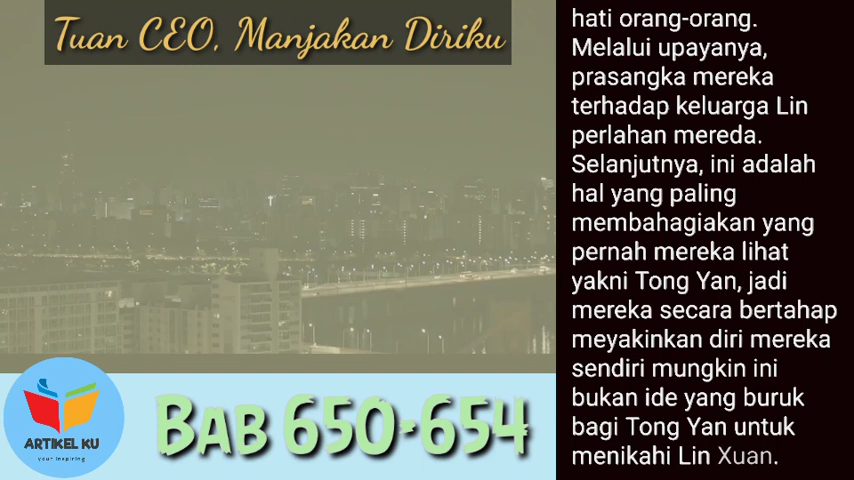 Tuan CEO, Manjakan Diriku
hati orang-orang.
Melalui upayanya,
prasangka mereka
terhadap keluarga Lin
perlahan mereda.
Selanjutnya, ini adalah
hal yang paling
membahagiakan yang
pernah mereka lihat
yakni Tong Yan, jadi
mereka secara bertahap
meyakinkan diri mereka
sendiri mungkin ini
bukan ide yang buruk
bagi Tong Yan untuk
menikahi Lin Xuan.
ARTIKEL KU
your inspiring
BAB 650-654